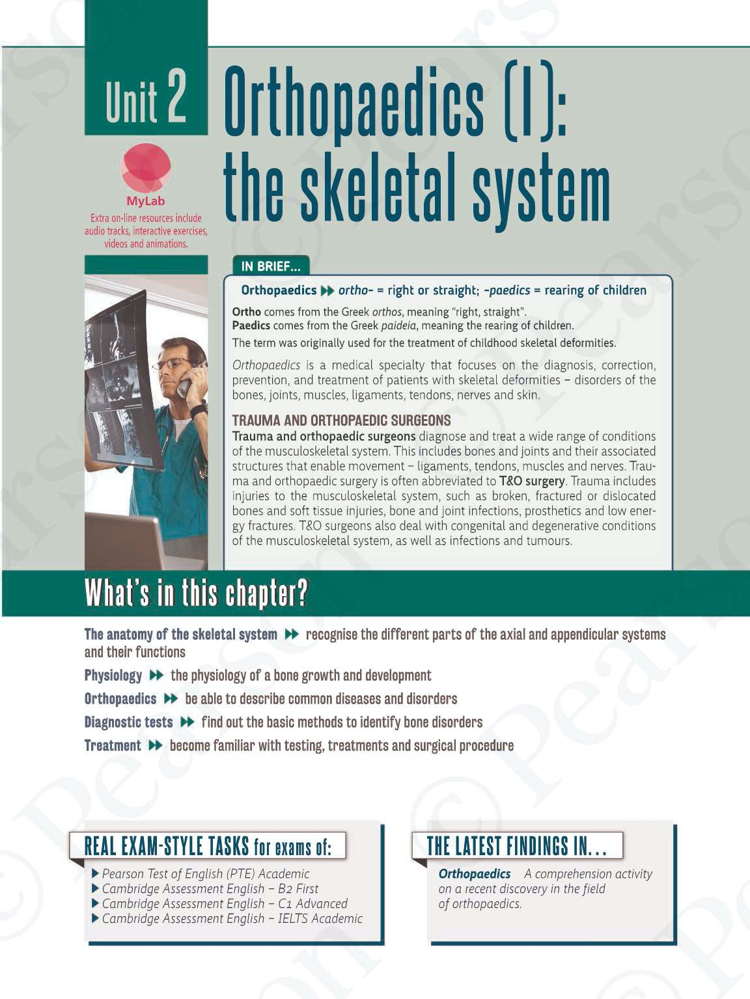 Unit 2
Orthopaedics (I):
the skeletal system
MyLab
Extra on-line resources include
audio tracks, interactive exercises,
videos and animations.
IN BRIEF...
Orthopaedics ▶▶ ortho- = right or straight; -paedics = rearing of children
Ortho comes from the Greek orthos, meaning “right, straight”.
Paedics comes from the Greek paideia, meaning the rearing of children.
The term was originally used for the treatment of childhood skeletal deformities.
Orthopaedics is a medical specialty that focuses on the diagnosis, correction,
prevention, and treatment of patients with skeletal deformities – disorders of the
bones, joints, muscles, ligaments, tendons, nerves and skin.
TRAUMA AND ORTHOPAEDIC SURGEONS
Trauma and orthopaedic surgeons diagnose and treat a wide range of conditions
of the musculoskeletal system. This includes bones and joints and their associated
structures that enable movement – ligaments, tendons, muscles and nerves. Trau-
ma and orthopaedic surgery is often abbreviated to T&O surgery. Trauma includes
injuries to the musculoskeletal system, such as broken, fractured or dislocated
bones and soft tissue injuries, bone and joint infections, prosthetics and low ener-
gy fractures. T&O surgeons also deal with congenital and degenerative conditions
of the musculoskeletal system, as well as infections and tumours.
What's in this chapter?
The anatomy of the skeletal system ▶▶ recognise the different parts of the axial and appendicular systems
and their functions
Physiology ▶▶ the physiology of a bone growth and development
Orthopaedics ▶▶ be able to describe common diseases and disorders
Diagnostic tests ▶▶ find out the basic methods to identify bone disorders
Treatment ▶▶ become familiar with testing, treatments and surgical procedure
REAL EXAM-STYLE TASKS for exams of:
▶ Pearson Test of English (PTE) Academic
▶ Cambridge Assessment English – B2 First
▶ Cambridge Assessment English – C1 Advanced
▶ Cambridge Assessment English – IELTS Academic
THE LATEST FINDINGS IN...
Orthopaedics A comprehension activity
on a recent discovery in the field
of orthopaedics.
© Pearson